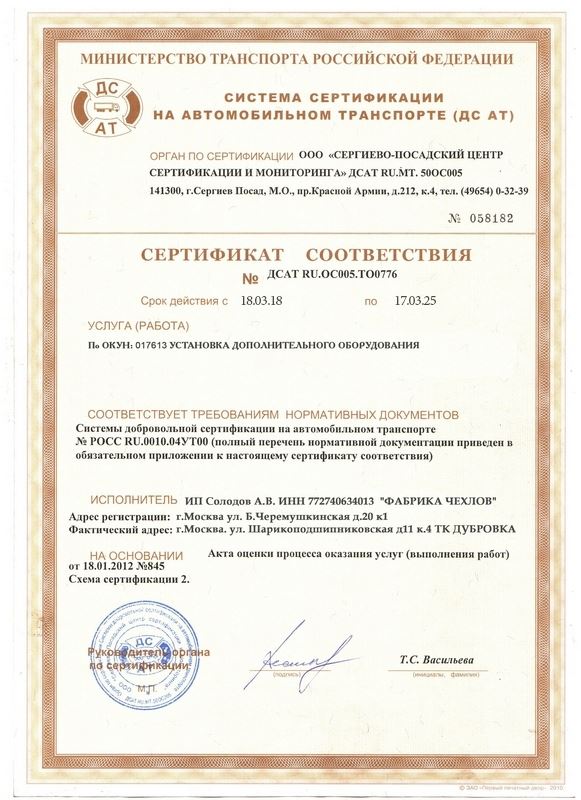 МИНИСТЕРСТВО ТРАНСПОРТА РОССИЙСКОЙ ФЕДЕРАЦИИ
ДС
АТ
СИСТЕМА СЕРТИФИКАЦИИ
НА АВТОМОБИЛЬНОМ ТРАНСПОРТЕ (ДС АТ)
ОРГАН ПО СЕРТИФИКАЦИИ ООО «СЕРГИЕВО-ПОСАДСКИЙ ЦЕНТР
СЕРТИФИКАЦИИ И МОНИТОРИНГА» ДСАТ RU.МТ. 50ОС005
141300, г.Сергиев Посад, М.О., пр.Красной Армии, д.212, к.4, тел. (49654) 0-32-39
№ 058182
СЕРТИФИКАТ СООТВЕТСТВИЯ
№ ДСАТ RU.ОС005.ТО0776
Срок действия с 18.03.18 по 17.03.25
УСЛУГА (РАБОТА)
По ОКУН: 017613 УСТАНОВКА ДОПОЛНИТЕЛЬНОГО ОБОРУДОВАНИЯ
СООТВЕТСТВУЕТ ТРЕБОВАНИЯМ НОРМАТИВНЫХ ДОКУМЕНТОВ
Системы добровольной сертификации на автомобильном транспорте
№ РОСС RU.0010.04УТ00 (полный перечень нормативной документации приведен в
обязательном приложении к настоящему сертификату соответствия)
ИСПОЛНИТЕЛЬ ИП Солодов А.В. ИНН 772740634013 "ФАБРИКА ЧЕХЛОВ"
Адрес регистрации: г.Москва ул. Б.Черемушкинская д.20 к1
Фактический адрес: г.Москва. ул. Шарикоподшипниковская д11 к.4 ТК ДУБРОВКА
НА ОСНОВАНИИ Акта оценки процесса оказания услуг (выполнения работ)
от 18.01.2012 №845
Схема сертификации 2.
ДС
АТ
Руководитель органа
по сертификации:
М.П.
(подпись)
Т.С. Васильева
(инициалы, фамилия)
© ЗАО «Первый печатный двор» 2010